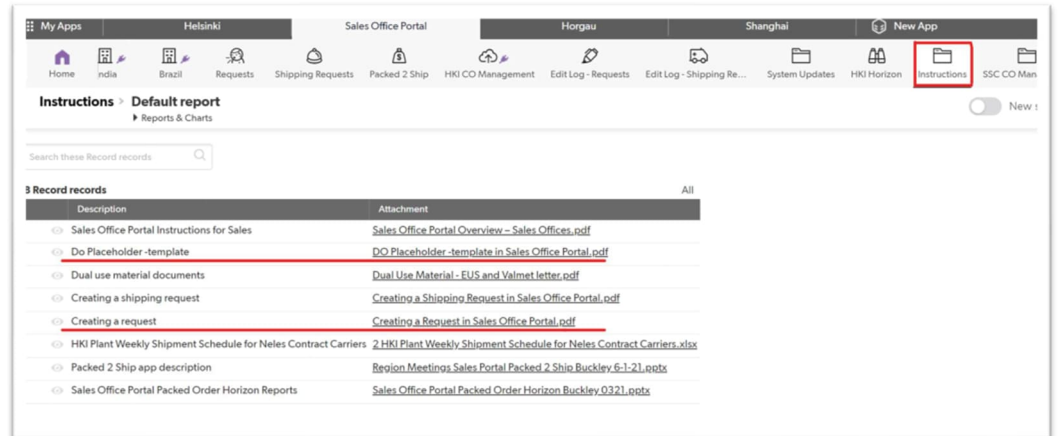 My Apps Helsinki Sales Office Portal Horgau Shanghai New App
Home ndia Brazil Requests Shipping Requests Packed 2 Ship HKI CO Management Edit Log - Requests Edit Log - Shipping Re... System Updates HKI Horizon Instructions SSC CO Man
Instructions > Default report
Reports & Charts
New s
Search these Record records
8 Record records All
Description Attachment
Sales Office Portal Instructions for Sales Sales Office Portal Overview – Sales Offices.pdf
Do Placeholder -template DO Placeholder -template in Sales Office Portal.pdf
Dual use material documents Dual Use Material - EUS and Valmet letter.pdf
Creating a shipping request Creating a Shipping Request in Sales Office Portal.pdf
Creating a request Creating a Request in Sales Office Portal.pdf
HKI Plant Weekly Shipment Schedule for Neles Contract Carriers 2 HKI Plant Weekly Shipment Schedule for Neles Contract Carriers.xlsx
Packed 2 Ship app description Region Meetings Sales Portal Packed 2 Ship Buckley 6-1-21.pptx
Sales Office Portal Packed Order Horizon Reports Sales Office Portal Packed Order Horizon Buckley 0321.pptx